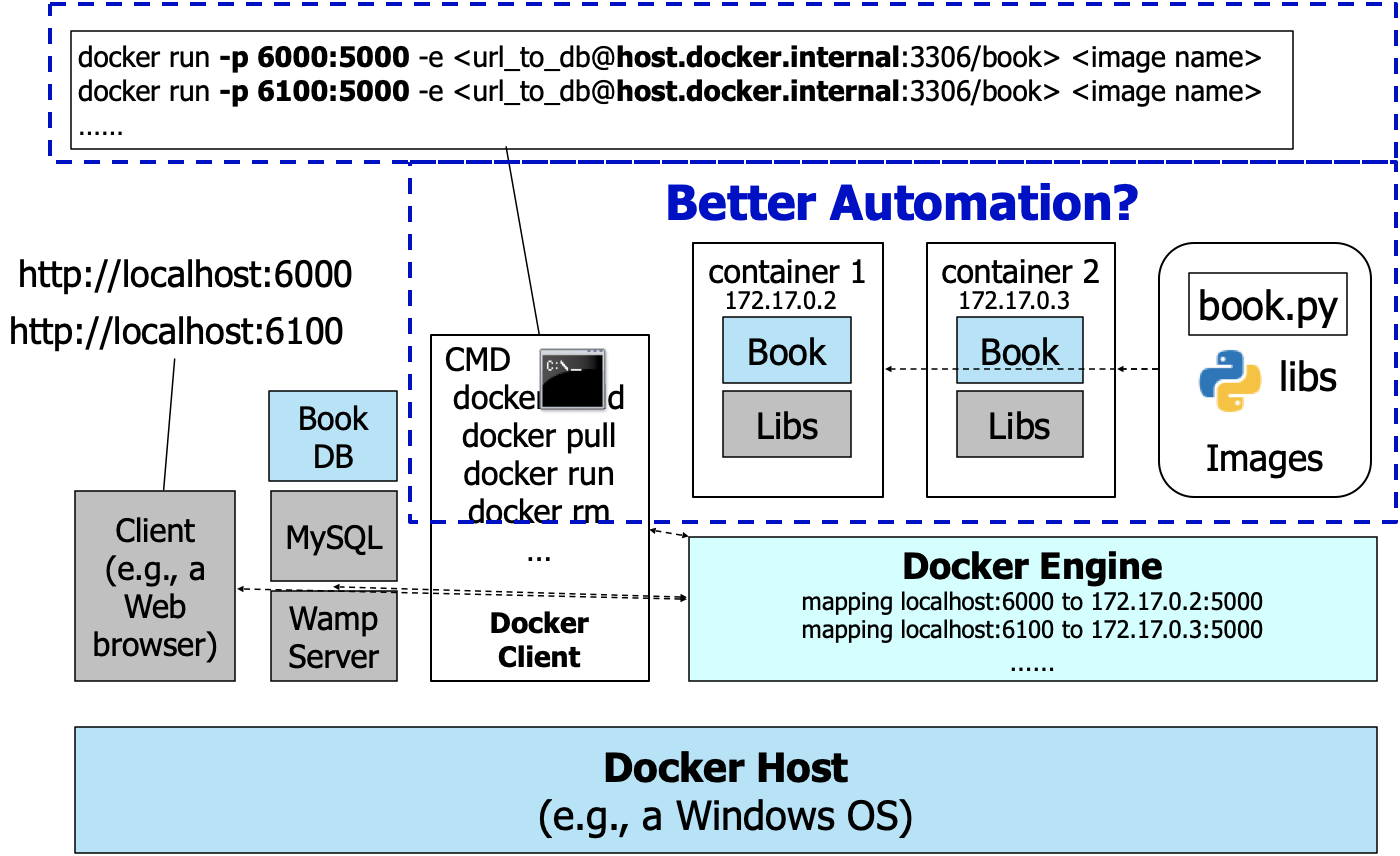 docker run -p 6000:5000 -e <url_to_db@host.docker.internal:3306/book> <image name>
docker run -p 6100:5000 -e <url_to_db@host.docker.internal:3306/book> <image name>
......
Better Automation?
http://localhost:6000
http://localhost:6100
container 1
172.17.0.2
Book
Libs
container 2
172.17.0.3
Book
Libs
book.py
libs
Images
CMD
C:\_
docker pull
docker run
docker rm
...
Docker
Client
Book
DB
MySQL
Wamp
Server
Client
(e.g., a
Web
browser)
Docker Engine
mapping localhost:6000 to 172.17.0.2:5000
mapping localhost:6100 to 172.17.0.3:5000
......
Docker Host
(e.g., a Windows OS)